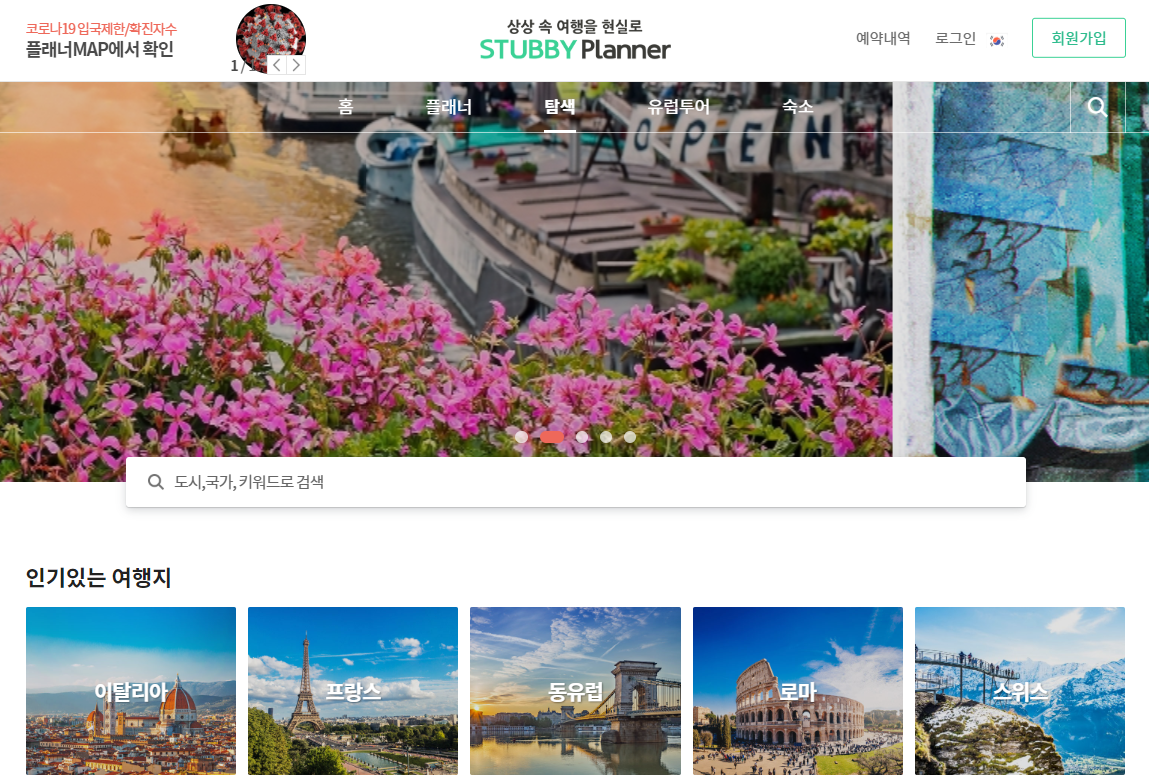 코로나19 입국제한/확진자수
플래너MAP에서 확인
1 /
상상 속 여행을 현실로
STUBBY Planner
예약내역
로그인
회원가입
홈
플래너
탐색
유럽투어
숙소
OPEN
도시,국가, 키워드로 검색
인기있는 여행지
이탈리아
프랑스
동유럽
로마
스위스